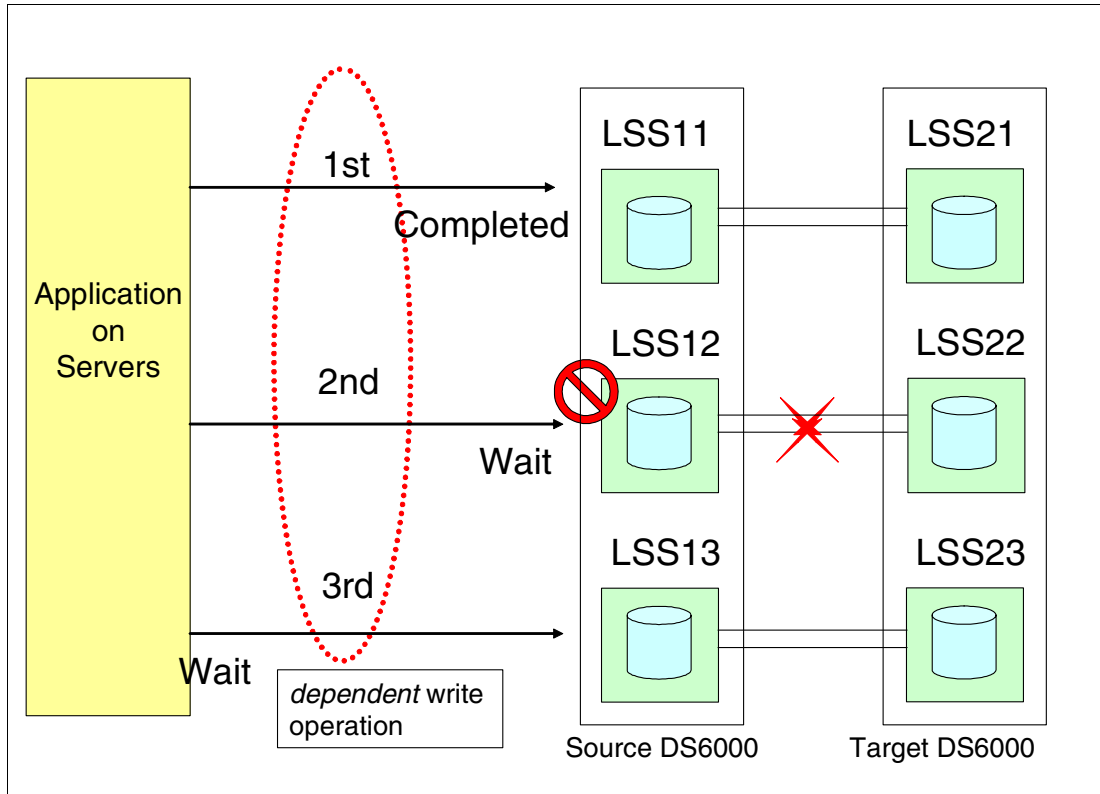 Application
on
Servers
1st
Completed
2nd
Wait
3rd
Wait
dependent write
operation
LSS11
LSS12
LSS13
Source DS6000
LSS21
LSS22
LSS23
Target DS6000